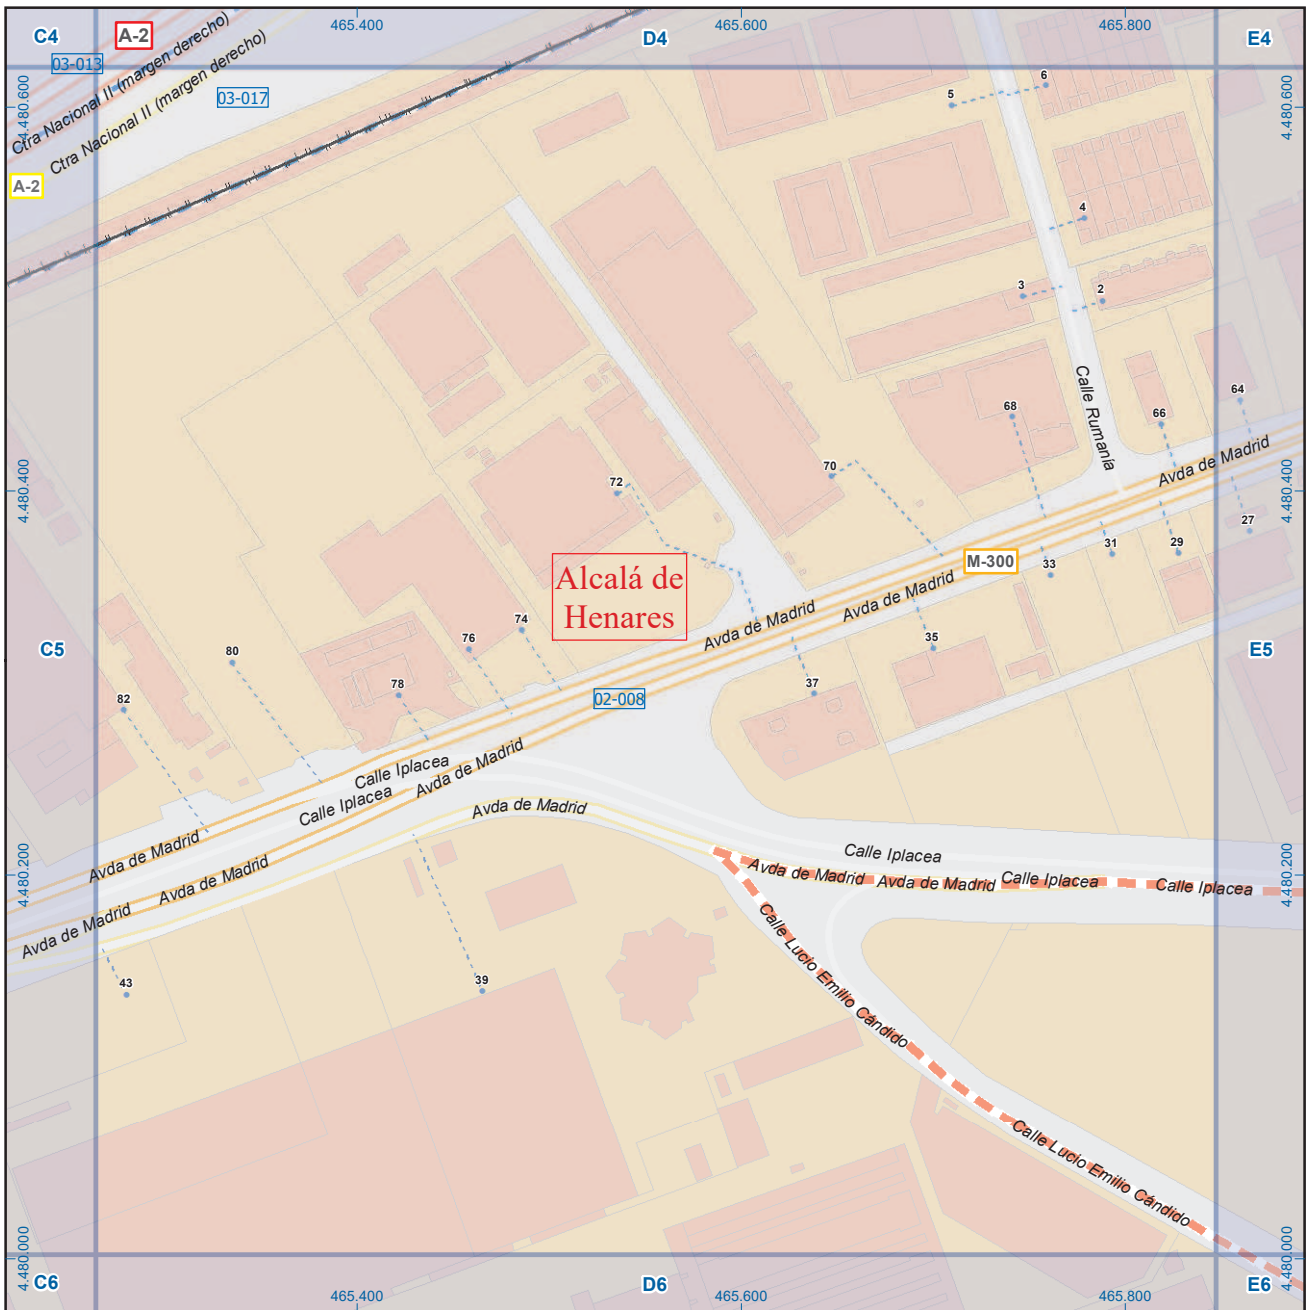 465.400
465.600
465.800
C4
A-2
D4
E4
03-013
03-017
Ctra Nacional II (margen derecho)
Ctra Nacional II (margen derecho)
A-2
4.480.600
4.480.600
5
6
4
3
2
Calle Rumanía
64
68
66
70
72
4.480.400
4.480.400
Avda de Madrid
27
29
31
33
M-300
Alcalá de
Henares
Avda de Madrid
Avda de Madrid
74
76
35
C5
80
E5
78
37
82
02-008
Calle Iplacea
Avda de Madrid
Calle Iplacea
Avda de Madrid
Avda de Madrid
Avda de Madrid
Calle Iplacea
4.480.200
4.480.200
Avda de Madrid
Avda de Madrid
Calle Iplacea
Calle Iplacea
Avda de Madrid
Calle Lucio Emilio Cándido
43
39
Calle Lucio Emilio Cándido
4.480.000
4.480.000
C6
D6
E6
465.400
465.600
465.800